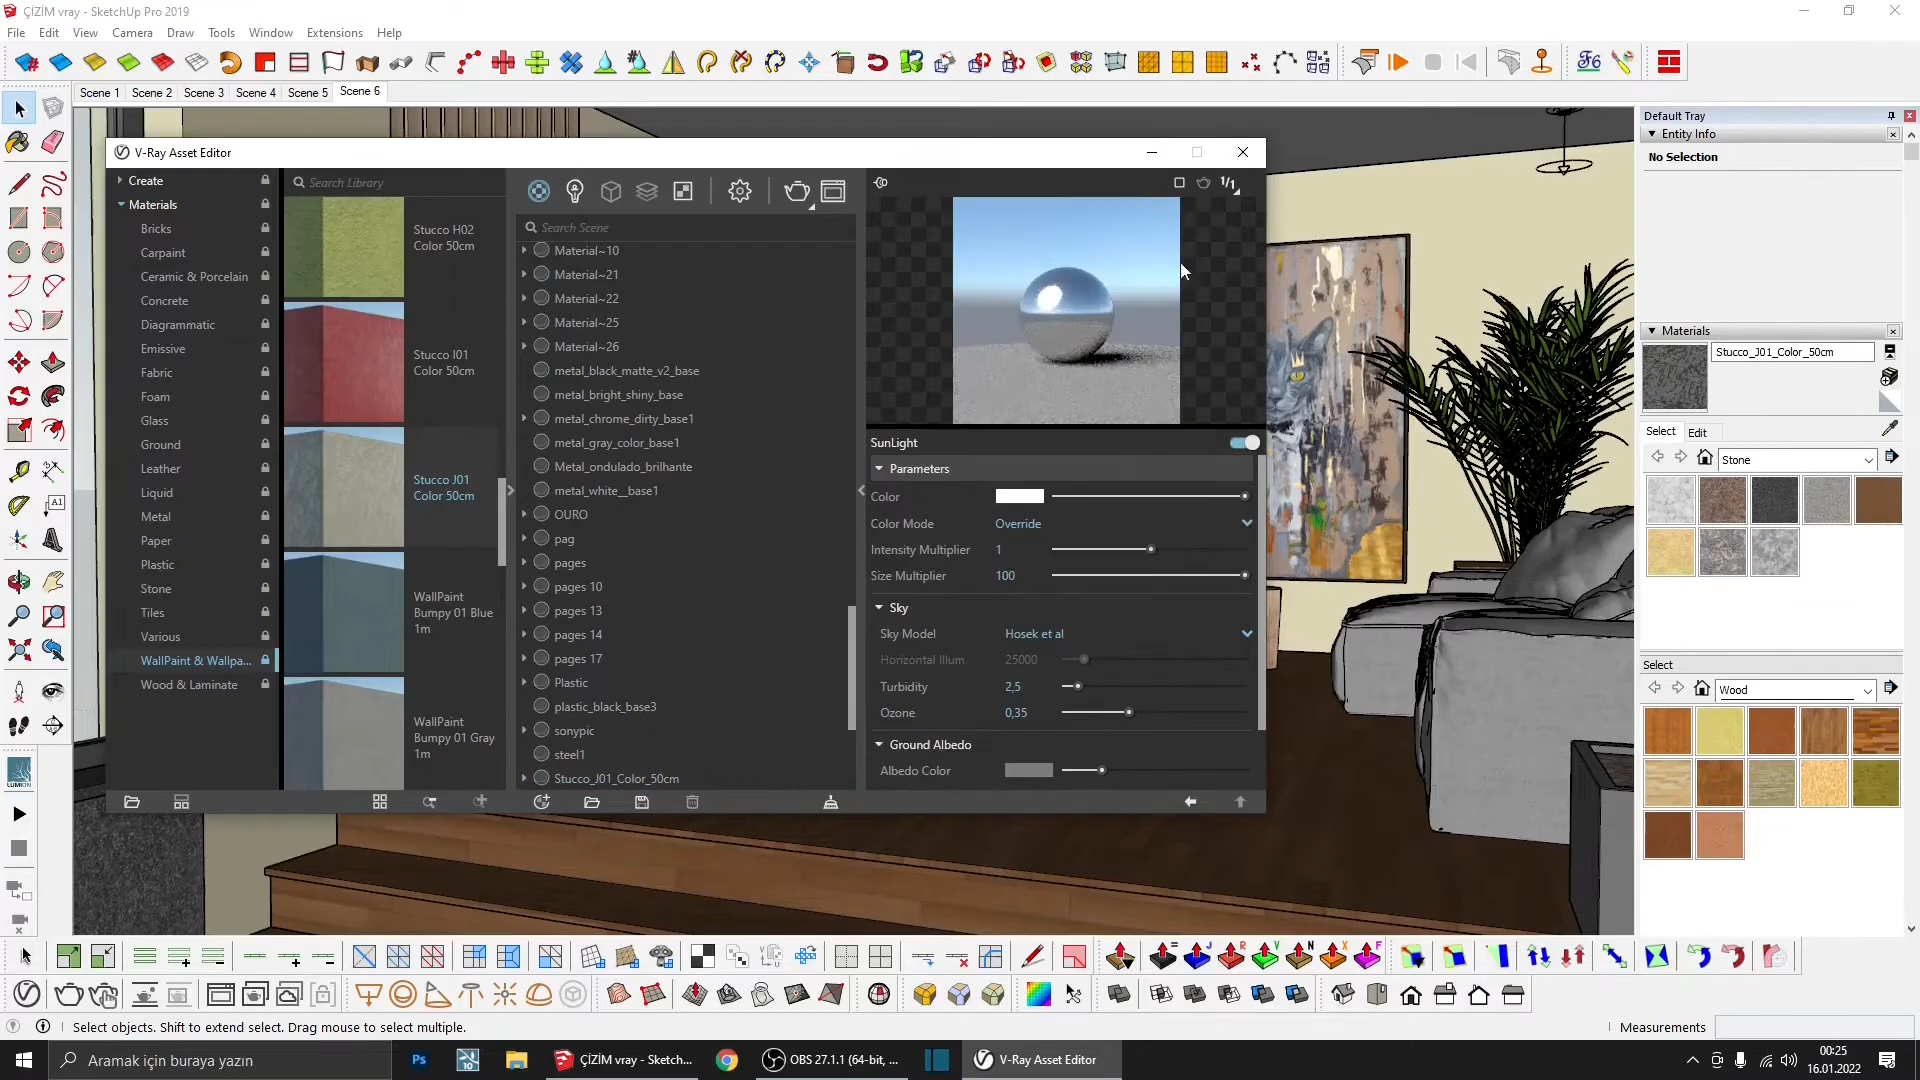 ÇİZİM vray - SketchUp Pro 2019
File Edit View Camera Draw Tools Window Extensions Help
Scene 1 Scene 2 Scene 3 Scene 4 Scene 5 Scene 6
V-Ray Asset Editor
Create
Materials
Bricks
Carpaint
Ceramic & Porcelain
Concrete
Diagrammatic
Emissive
Fabric
Foam
Glass
Ground
Leather
Liquid
Metal
Paper
Plastic
Stone
Tiles
Various
WallPaint & Wallpa...
Wood & Laminate
Search Library
Stucco H02
Color 50cm
Stucco I01
Color 50cm
Stucco J01
Color 50cm
WallPaint
Bumpy 01 Blue
1m
WallPaint
Bumpy 01 Gray
1m
Search Scene
Material~10
Material~21
Material~22
Material~25
Material~26
metal_black_matte_v2_base
metal_bright_shiny_base
metal_chrome_dirty_base1
metal_gray_color_base1
Metal_ondulado_brilhante
metal_white__base1
OURO
pag
pages
pages 10
pages 13
pages 14
pages 17
Plastic
plastic_black_base3
sonypic
steel1
Stucco_J01_Color_50cm
1/1
SunLight
Parameters
Color
Color Mode Override
Intensity Multiplier 1
Size Multiplier 100
Sky
Sky Model Hosek et al
Horizontal Illum. 25000
Turbidity 2,5
Ozone 0,35
Ground Albedo
Albedo Color
Default Tray
Entity Info
No Selection
Materials
Stucco_J01_Color_50cm
Select Edit
Stone
Select
Wood
AI
LUMION
F6
= J R V N X F
Select objects. Shift to extend select. Drag mouse to select multiple.
Measurements
Aramak için buraya yazın
Ps
10
ÇİZİM vray - Sketch...
OBS 27.1.1 (64-bit, ...
V-Ray Asset Editor
00:25
16.01.2022